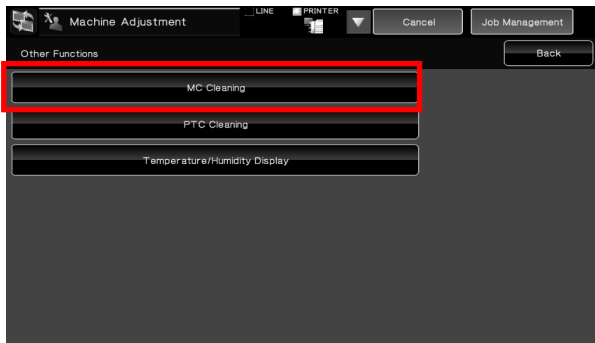 Machine Adjustment
LINE
PRINTER
Cancel
Job Management
Other Functions
Back
MC Cleaning
PTC Cleaning
Temperature/Humidity Display